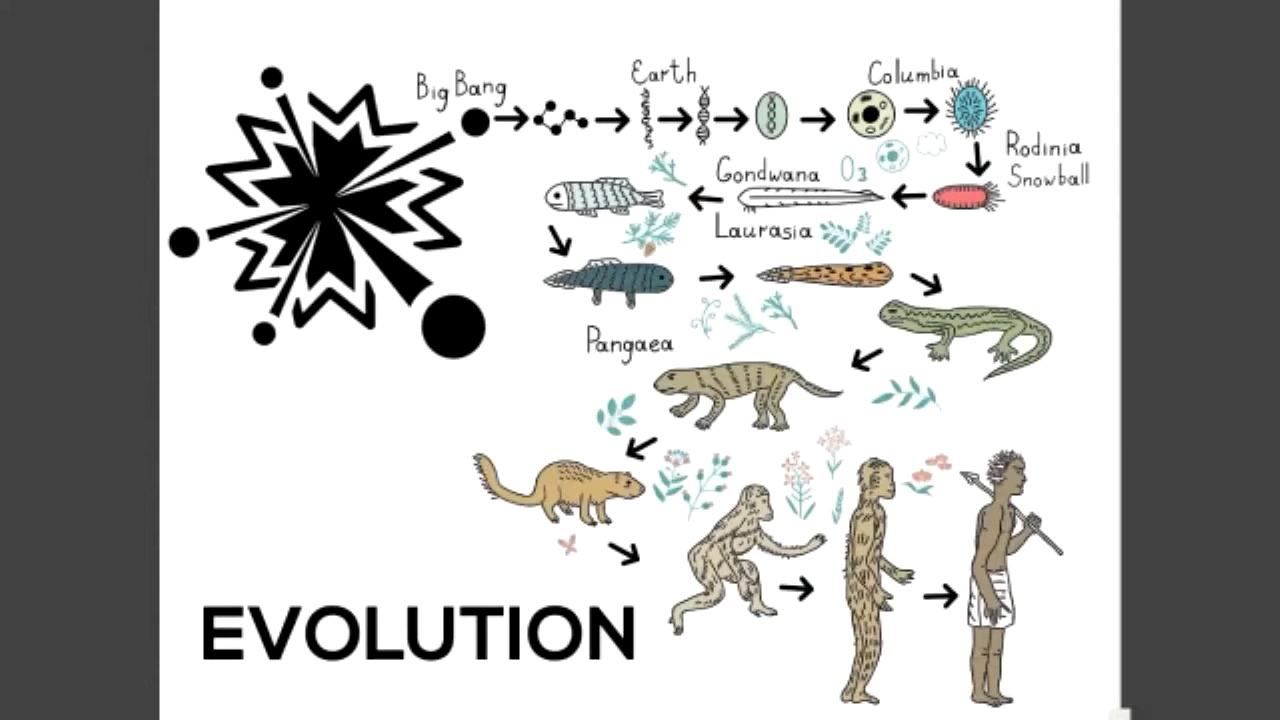 Big Bang
Earth
Columbia
Rodinia
Snowball
Gondwana
O3
Laurasia
Pangaea
EVOLUTION